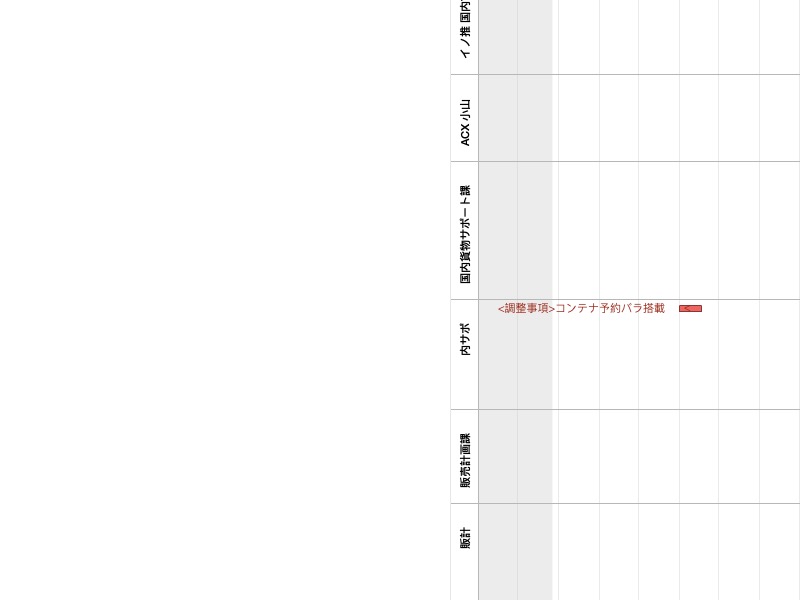 イノ推 国内
ACX 小山
国内貨物サポート課
<調整事項>コンテナ予約バラ搭載
内サポ
販売計画課
販計